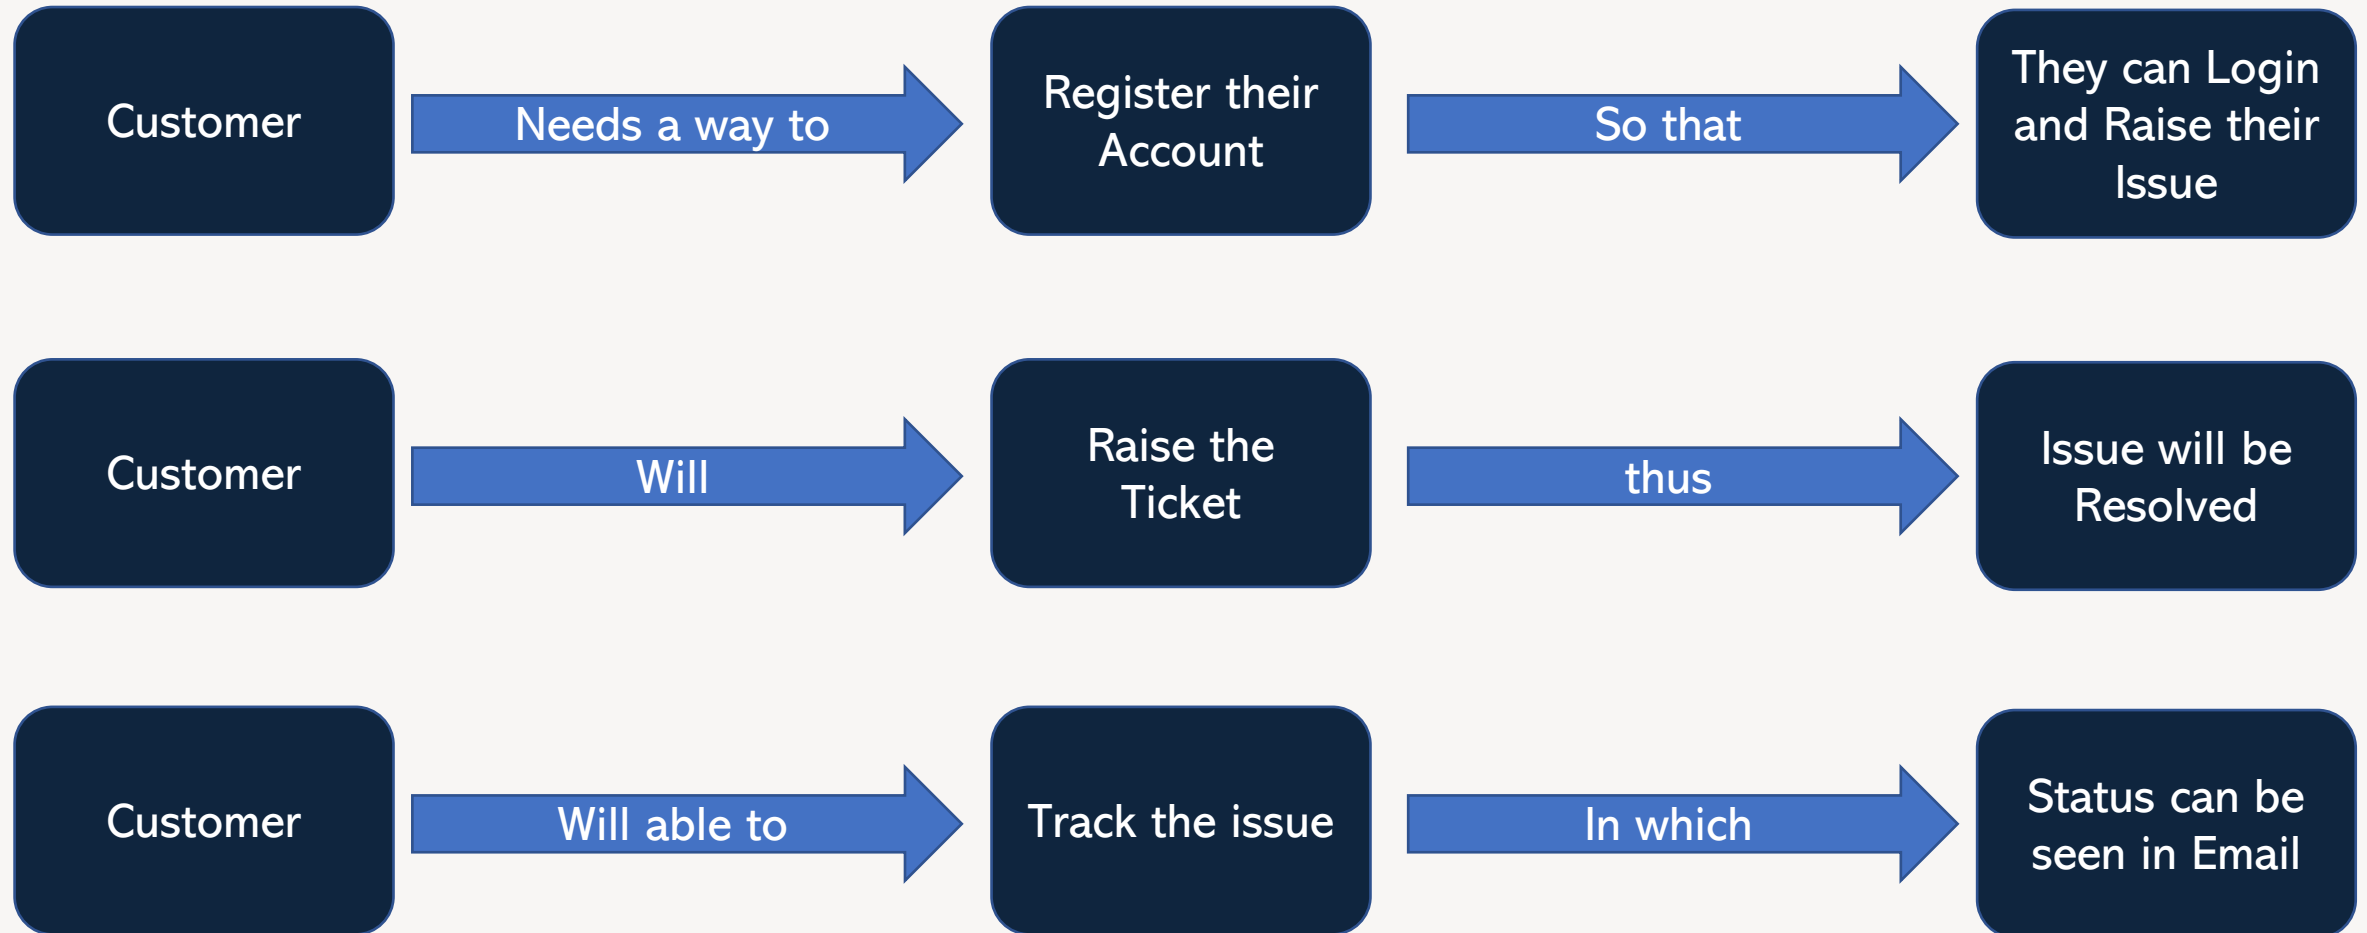 Customer
Needs a way to
Register their
Account
So that
They can Login
and Raise their
Issue
Customer
Will
Raise the
Ticket
thus
Issue will be
Resolved
Customer
Will able to
Track the issue
In which
Status can be
seen in Email